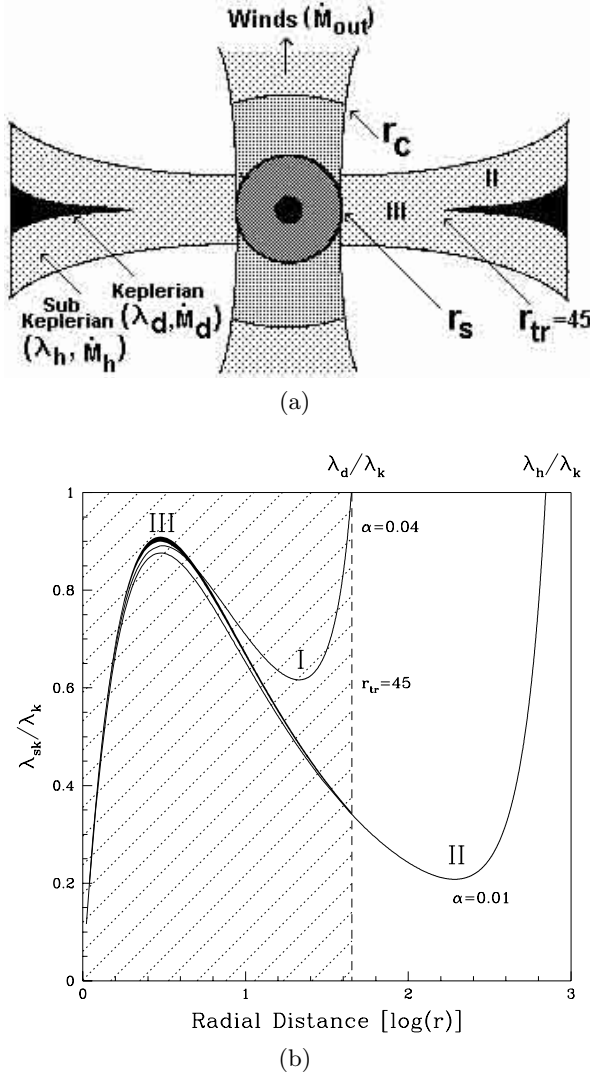 Winds (Ṁout)
rc
II
III
Sub Keplerian (λh, Ṁh)
Keplerian (λd, Ṁd)
rs
rtr=45
(a)
λd/λk
λh/λk
1
III
α=0.04
0.8
I
rtr=45
0.6
λsk/λk
0.4
II
0.2
α=0.01
0
0
1
2
3
Radial Distance [log(r)]
(b)